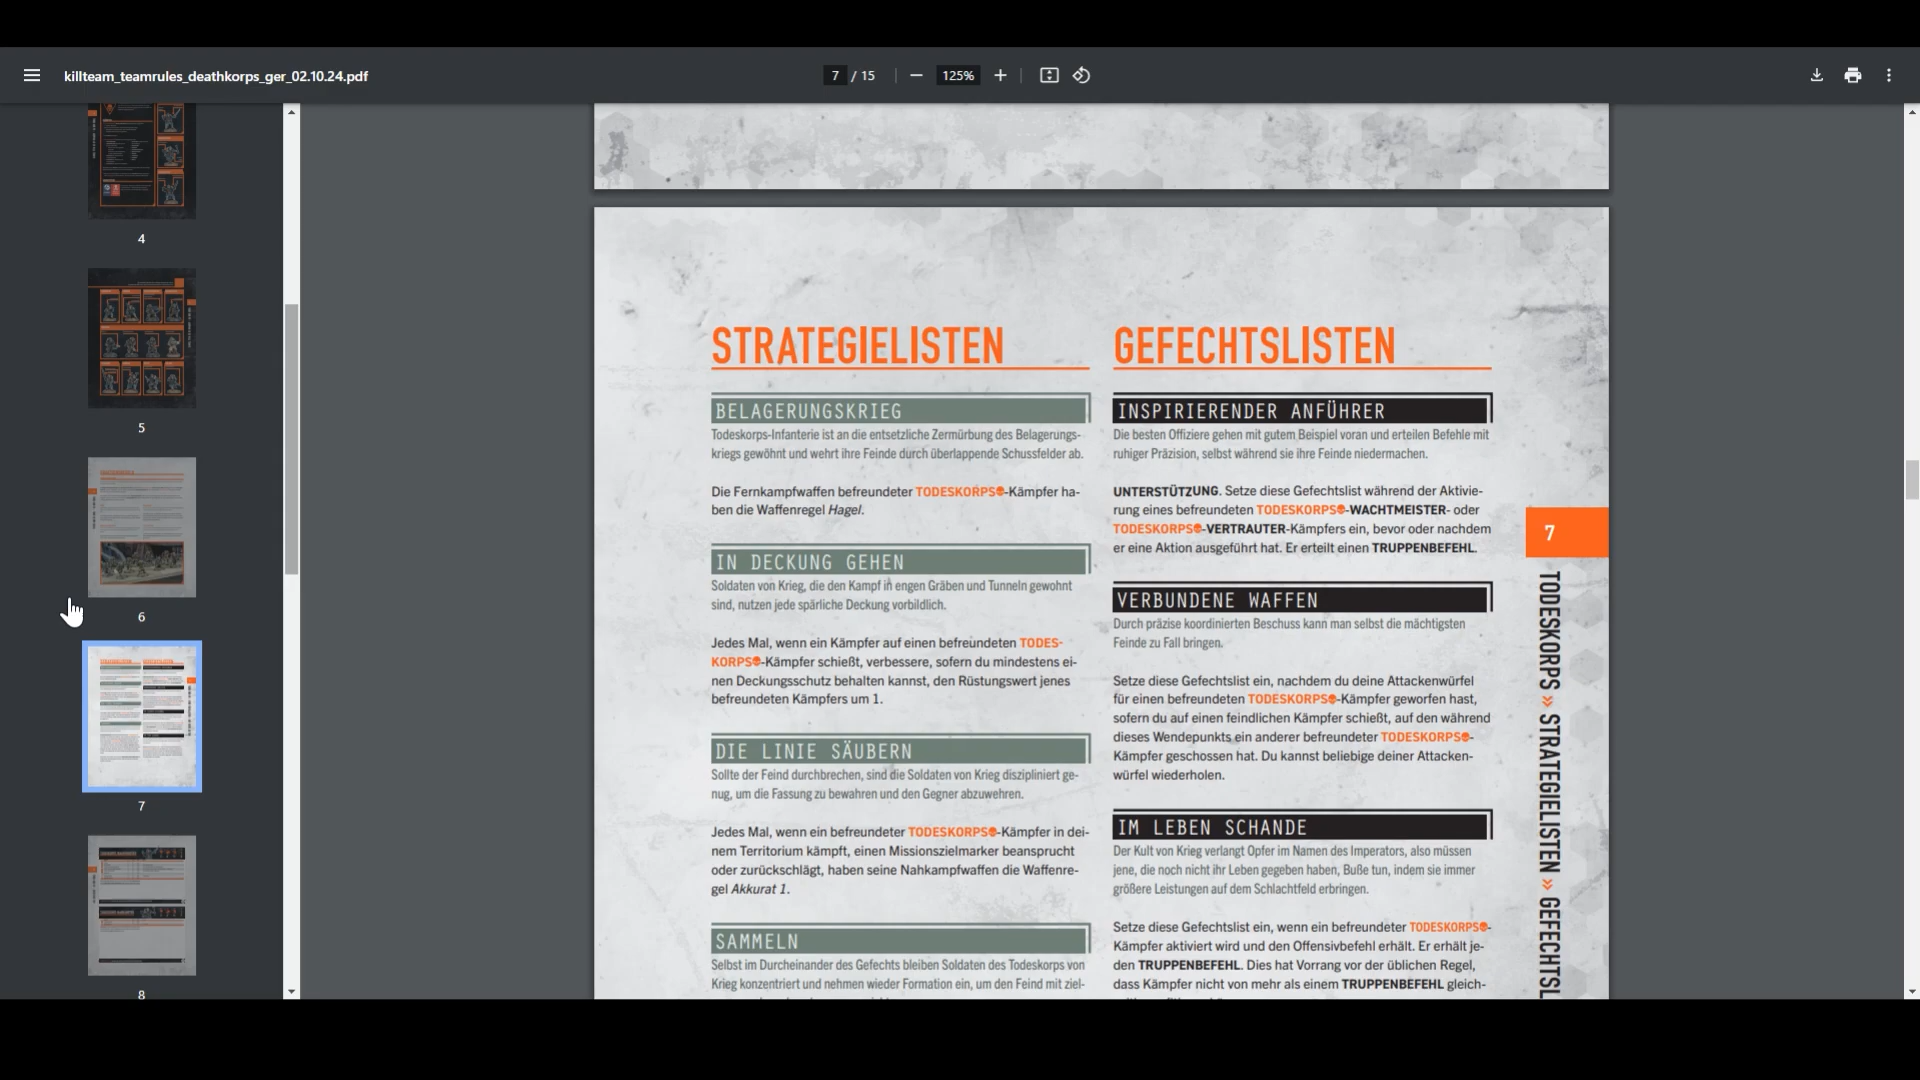 killteam_teamrules_deathkorps_ger_02.10.24.pdf
7 / 15
125%
4
5
6
7
8
STRATEGIELISTEN
BELAGERUNGSKRIEG
Todeskorps-Infanterie ist an die entsetzliche Zermürbung des Belagerungs-
kriegs gewöhnt und wehrt ihre Feinde durch überlappende Schussfelder ab.
Die Fernkampfwaffen befreundeter TODESKORPS-Kämpfer ha-
ben die Waffenregel Hagel.
IN DECKUNG GEHEN
Soldaten von Krieg, die den Kampf in engen Gräben und Tunneln gewohnt
sind, nutzen jede spärliche Deckung vorbildlich.
Jedes Mal, wenn ein Kämpfer auf einen befreundeten TODES-
KORPS-Kämpfer schießt, verbessere, sofern du mindestens ei-
nen Deckungsschutz behalten kannst, den Rüstungswert jenes
befreundeten Kämpfers um 1.
DIE LINIE SÄUBERN
Sollte der Feind durchbrechen, sind die Soldaten von Krieg diszipliniert ge-
nug, um die Fassung zu bewahren und den Gegner abzuwehren.
Jedes Mal, wenn ein befreundeter TODESKORPS-Kämpfer in dei-
nem Territorium kämpft, einen Missionszielmarker beansprucht
oder zurückschlägt, haben seine Nahkampfwaffen die Waffenre-
gel Akkurat 1.
SAMMELN
Selbst im Durcheinander des Gefechts bleiben Soldaten des Todeskorps von
Krieg konzentriert und nehmen wieder Formation ein, um den Feind mit ziel-
GEFECHTSLISTEN
INSPIRIERENDER ANFÜHRER
Die besten Offiziere gehen mit gutem Beispiel voran und erteilen Befehle mit
ruhiger Präzision, selbst während sie ihre Feinde niedermachen.
UNTERSTÜTZUNG. Setze diese Gefechtslist während der Aktivie-
rung eines befreundeten TODESKORPS-WACHTMEISTER- oder
TODESKORPS-VERTRAUTER-Kämpfers ein, bevor oder nachdem
er eine Aktion ausgeführt hat. Er erteilt einen TRUPPENBEFEHL.
VERBUNDENE WAFFEN
Durch präzise koordinierten Beschuss kann man selbst die mächtigsten
Feinde zu Fall bringen.
Setze diese Gefechtslist ein, nachdem du deine Attackenwürfel
für einen befreundeten TODESKORPS-Kämpfer geworfen hast,
sofern du auf einen feindlichen Kämpfer schießt, auf den während
dieses Wendepunkts ein anderer befreundeter TODESKORPS-
Kämpfer geschossen hat. Du kannst beliebige deiner Attacken-
würfel wiederholen.
IM LEBEN SCHANDE
Der Kult von Krieg verlangt Opfer im Namen des Imperators, also müssen
jene, die noch nicht ihr Leben gegeben haben, Buße tun, indem sie immer
größere Leistungen auf dem Schlachtfeld erbringen.
Setze diese Gefechtslist ein, wenn ein befreundeter TODESKORPS-
Kämpfer aktiviert wird und den Offensivbefehl erhält. Er erhält je-
den TRUPPENBEFEHL. Dies hat Vorrang vor der üblichen Regel,
dass Kämpfer nicht von mehr als einem TRUPPENBEFEHL gleich-
7
TODESKORPS » STRATEGIELISTEN » GEFECHTSL